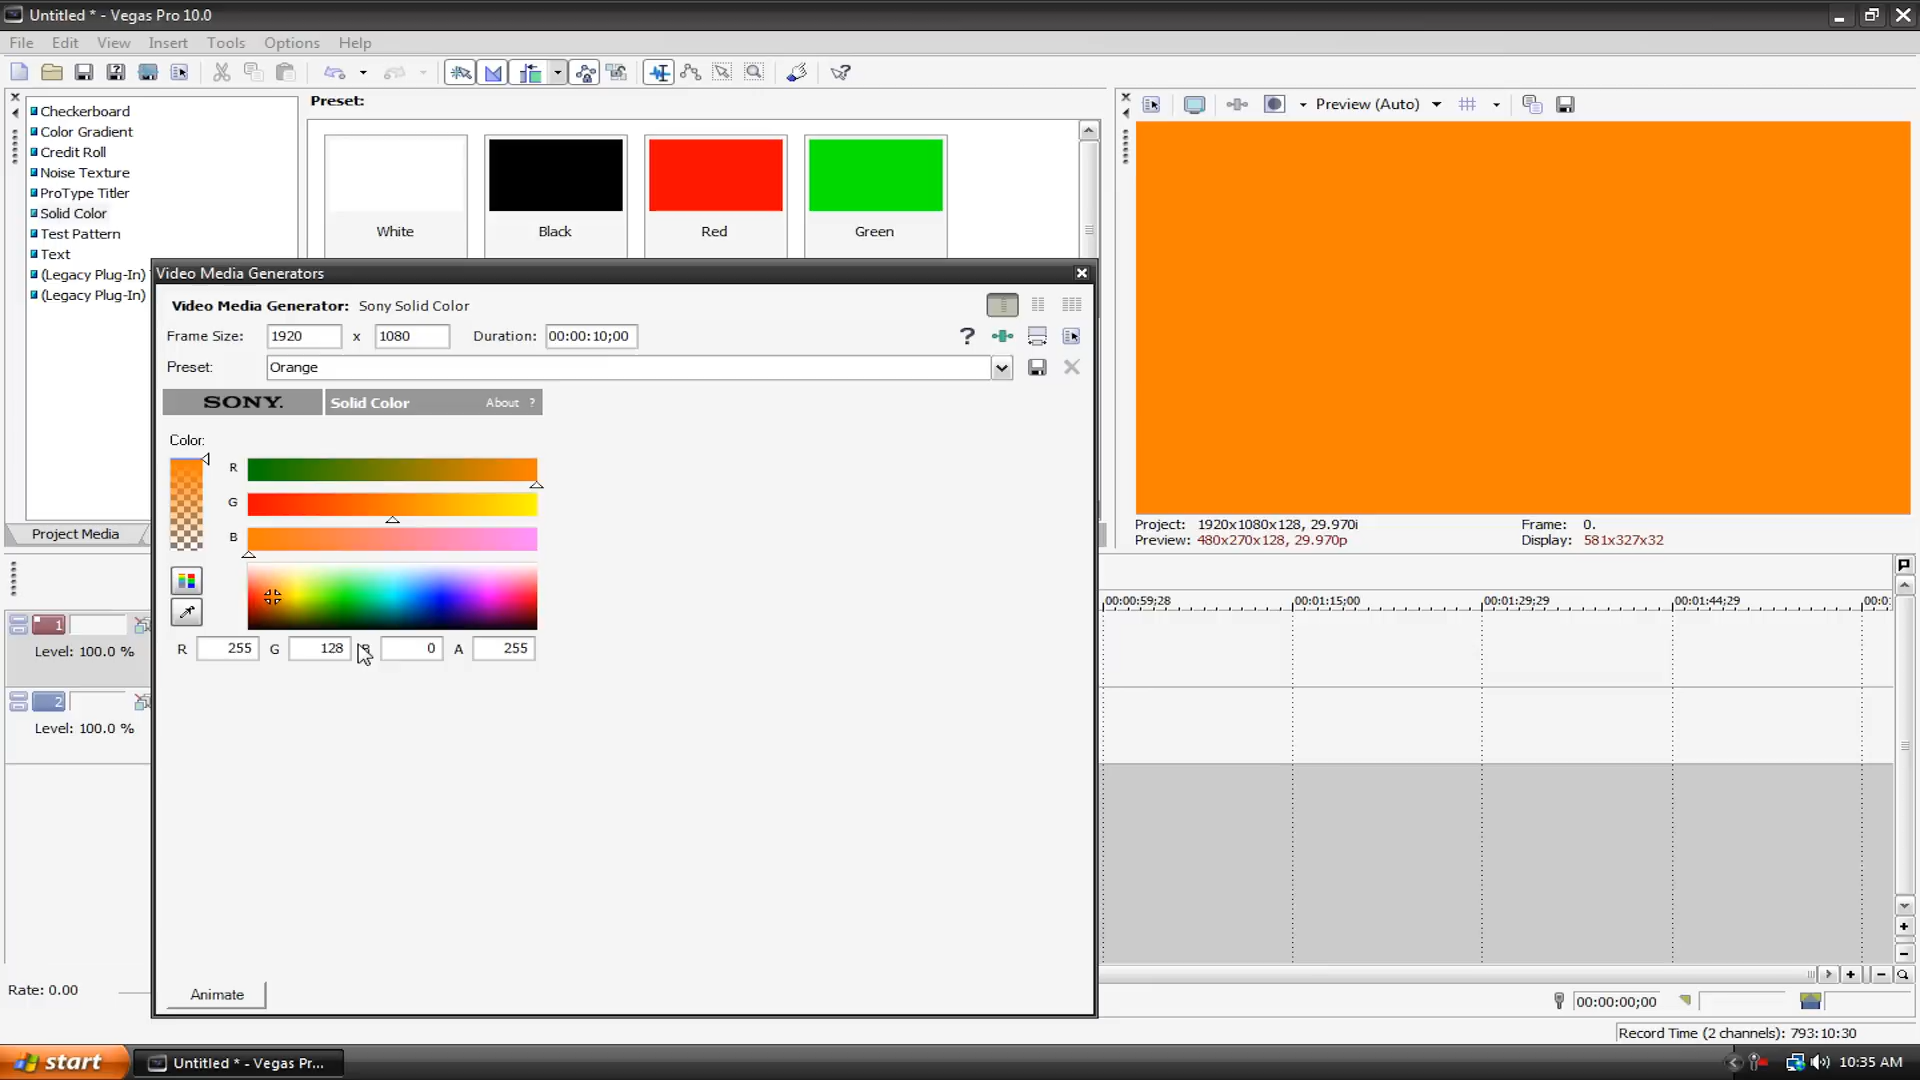 Untitled * - Vegas Pro 10.0
File Edit View Insert Tools Options Help
Checkerboard
Color Gradient
Credit Roll
Noise Texture
ProType Titler
Solid Color
Test Pattern
Text
(Legacy Plug-In)
(Legacy Plug-In)
Project Media
Preset:
White
Black
Red
Green
Preview (Auto)
Project: 1920x1080x128, 29.970i
Preview: 480x270x128, 29.970p
Frame: 0.
Display: 581x327x32
Video Media Generators
Video Media Generator: Sony Solid Color
Frame Size: 1920 x 1080 Duration: 00:00:10;00
Preset: Orange
SONY. Solid Color About ?
Color:
R
G
B
R 255 G 128 B 0 A 255
Animate
1
Level: 100.0 %
2
Level: 100.0 %
00:00:59;28 00:01:15;00 00:01:29;29 00:01:44;29
Rate: 0.00
00:00:00;00
Record Time (2 channels): 793:10:30
start
Untitled * - Vegas Pr...
10:35 AM